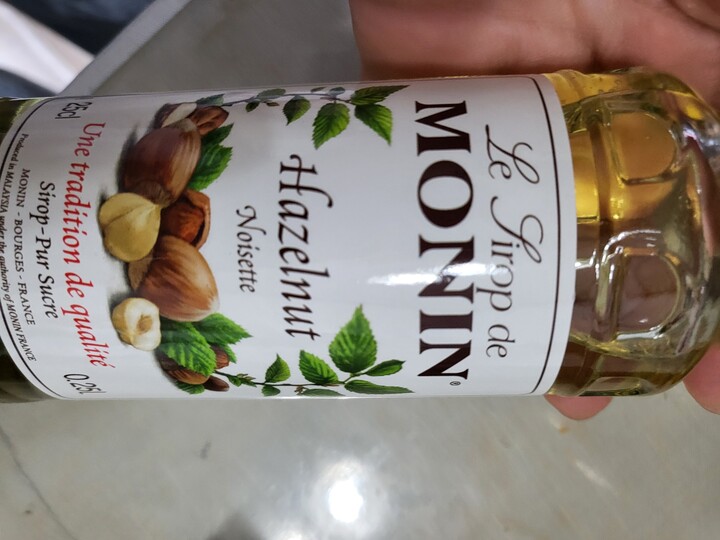 Le Sirop de
MONIN®
Hazelnut
Noisette
Une tradition de qualité
25cl
Sirop-Pur Sucre
0.25l
MONIN - BOURGES - FRANCE
Produced in MALAYSIA under the authority of MONIN FRANCE